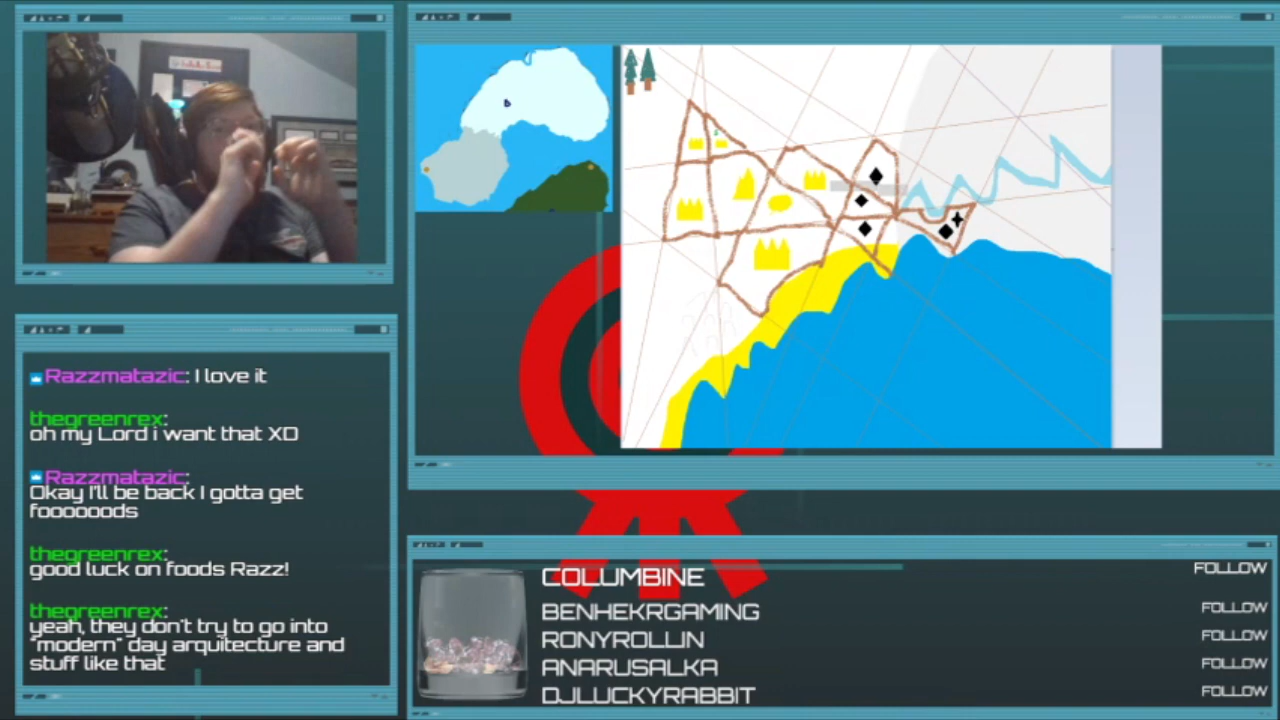 Razzmatazic: I love it
thegreenrex:
oh my Lord i want that XD
Razzmatazic:
Okay I'll be back I gotta get
fooooooods
thegreenrex:
good luck on foods Razz!
thegreenrex:
yeah, they don't try to go into
"modern" day arquitecture and
stuff like that
COLUMBINE FOLLOW
BENHEKRGAMING FOLLOW
RONYROLLIN FOLLOW
ANARUSALKA FOLLOW
DJLUCKYRABBIT FOLLOW